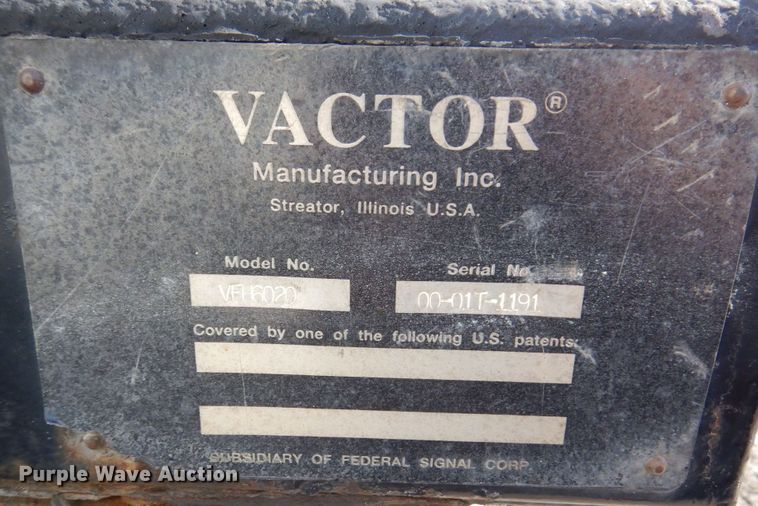 VACTOR®
Manufacturing Inc.
Streator, Illinois U.S.A.
Model No. Serial No.
VFH6020 00-01T-1191
Covered by one of the following U.S. patents:
SUBSIDIARY OF FEDERAL SIGNAL CORP.
Purple Wave Auction